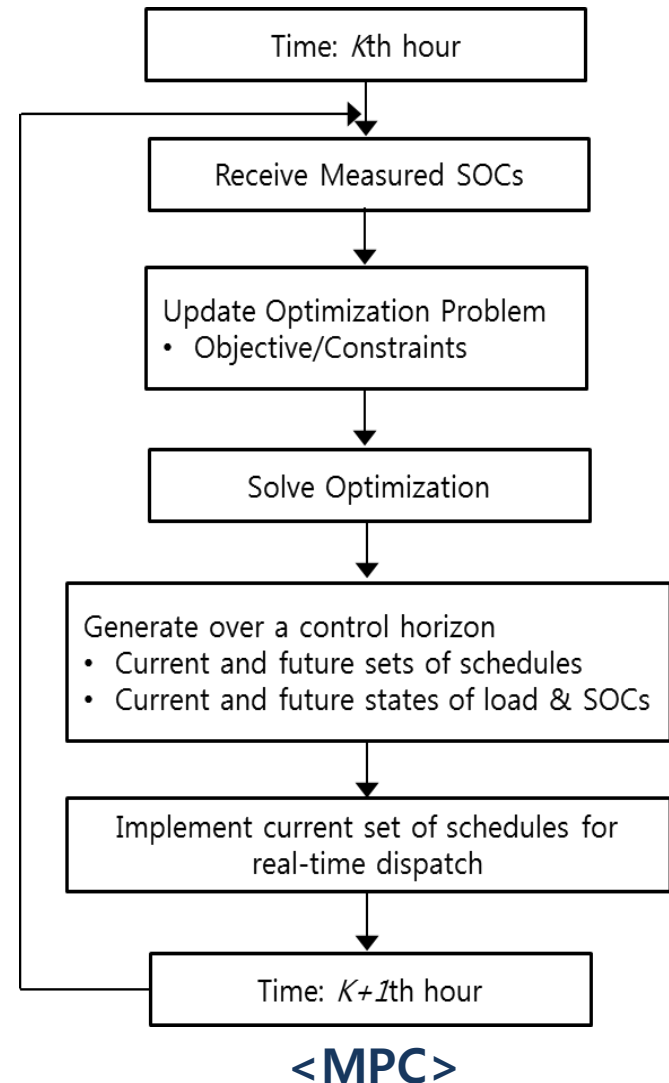 Time: Kth hour
Receive Measured SOCs
Update Optimization Problem
• Objective/Constraints
Solve Optimization
Generate over a control horizon
• Current and future sets of schedules
• Current and future states of load & SOCs
Implement current set of schedules for
real-time dispatch
Time: K+1th hour
<MPC>